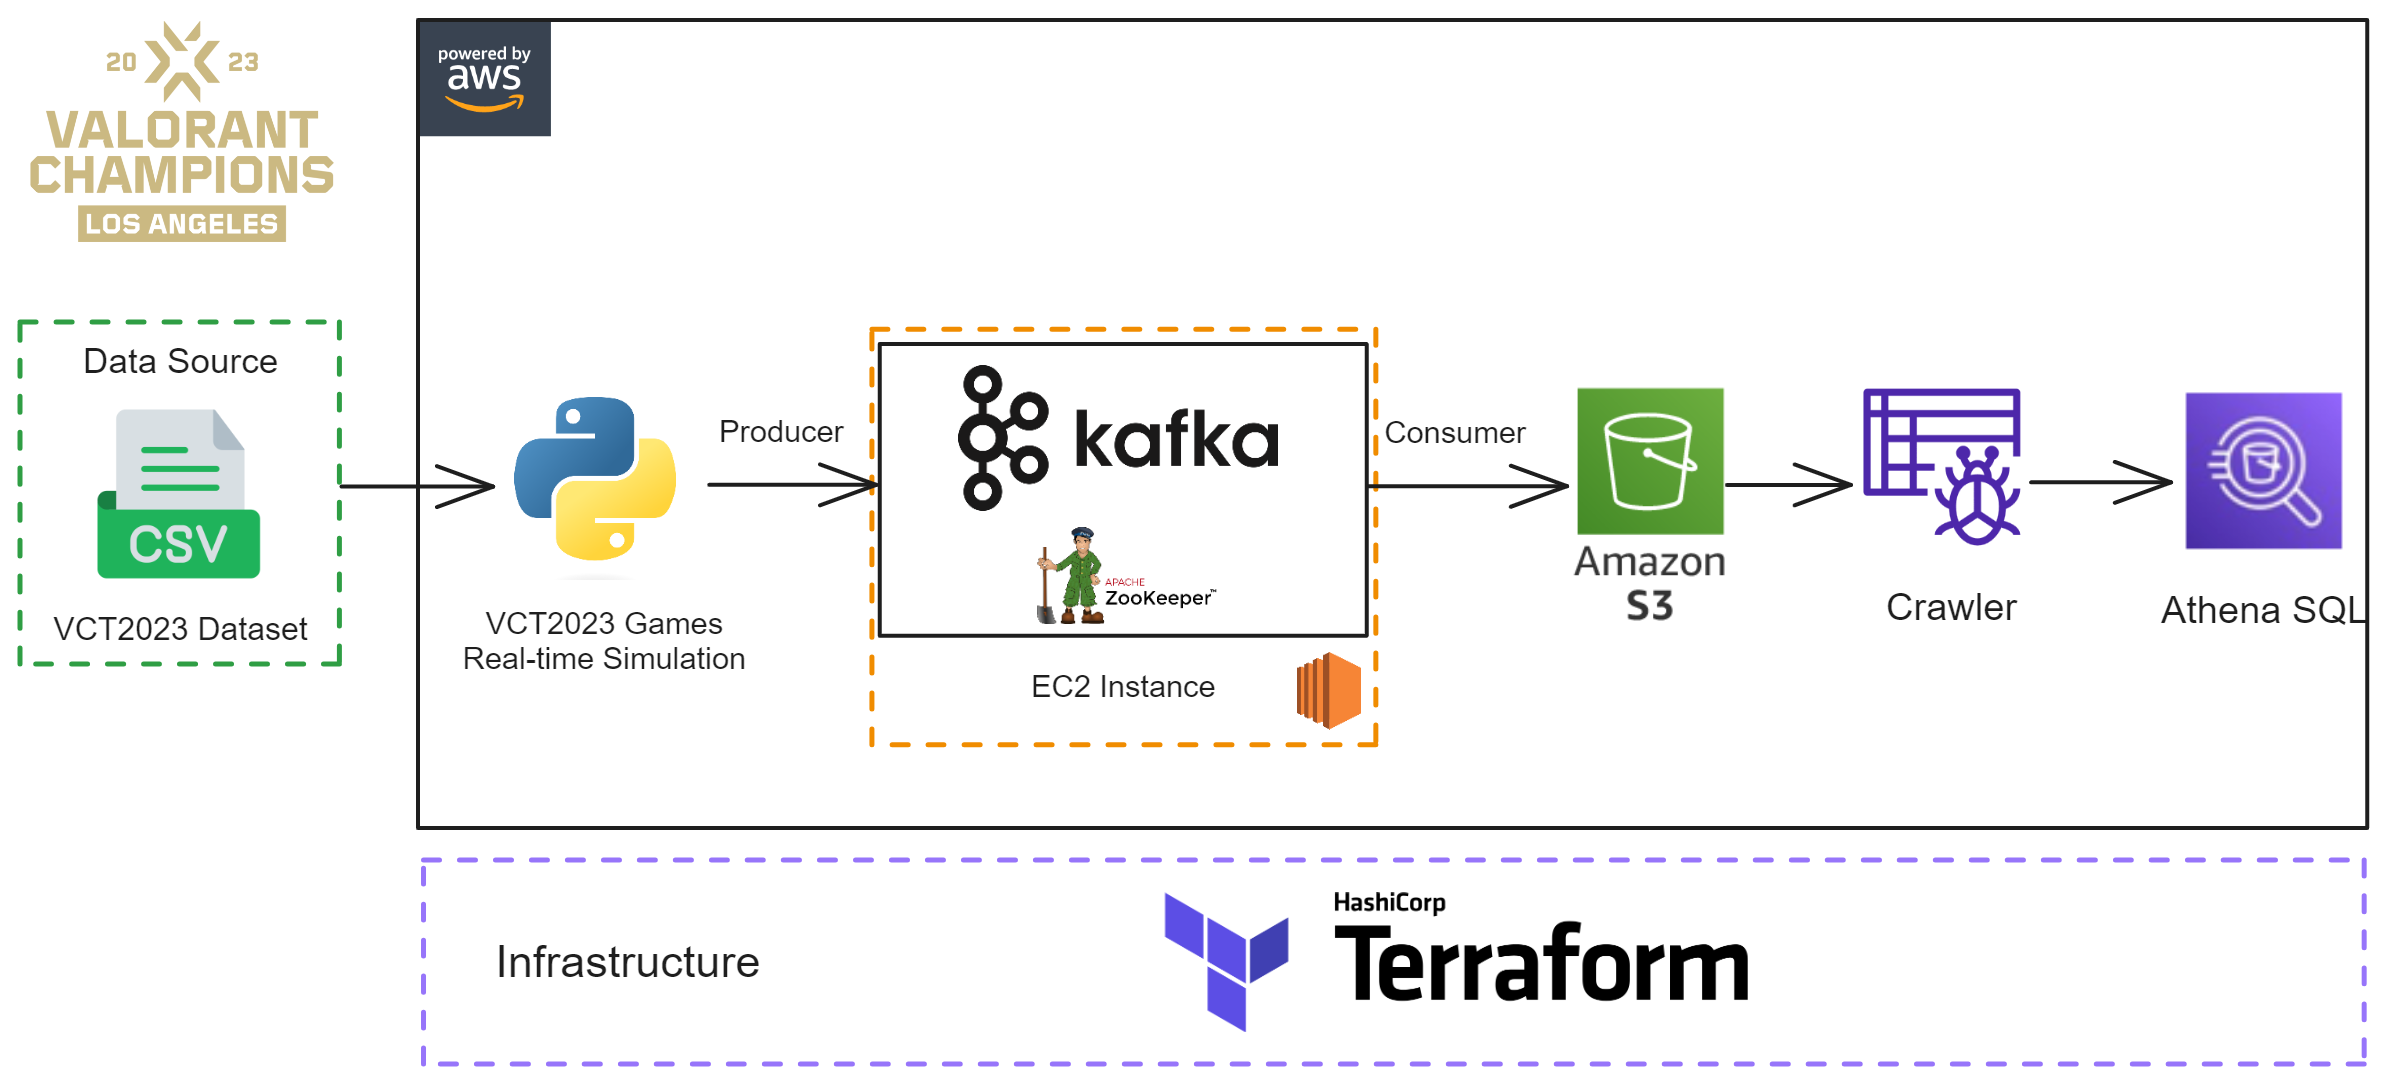 20 23
VALORANT
CHAMPIONS
LOS ANGELES
powered by
aws
Data Source
CSV
VCT2023 Dataset
VCT2023 Games
Real-time Simulation
Producer
kafka
APACHE
ZooKeeper™
EC2 Instance
Consumer
Amazon
S3
Crawler
Athena SQL
Infrastructure
HashiCorp
Terraform